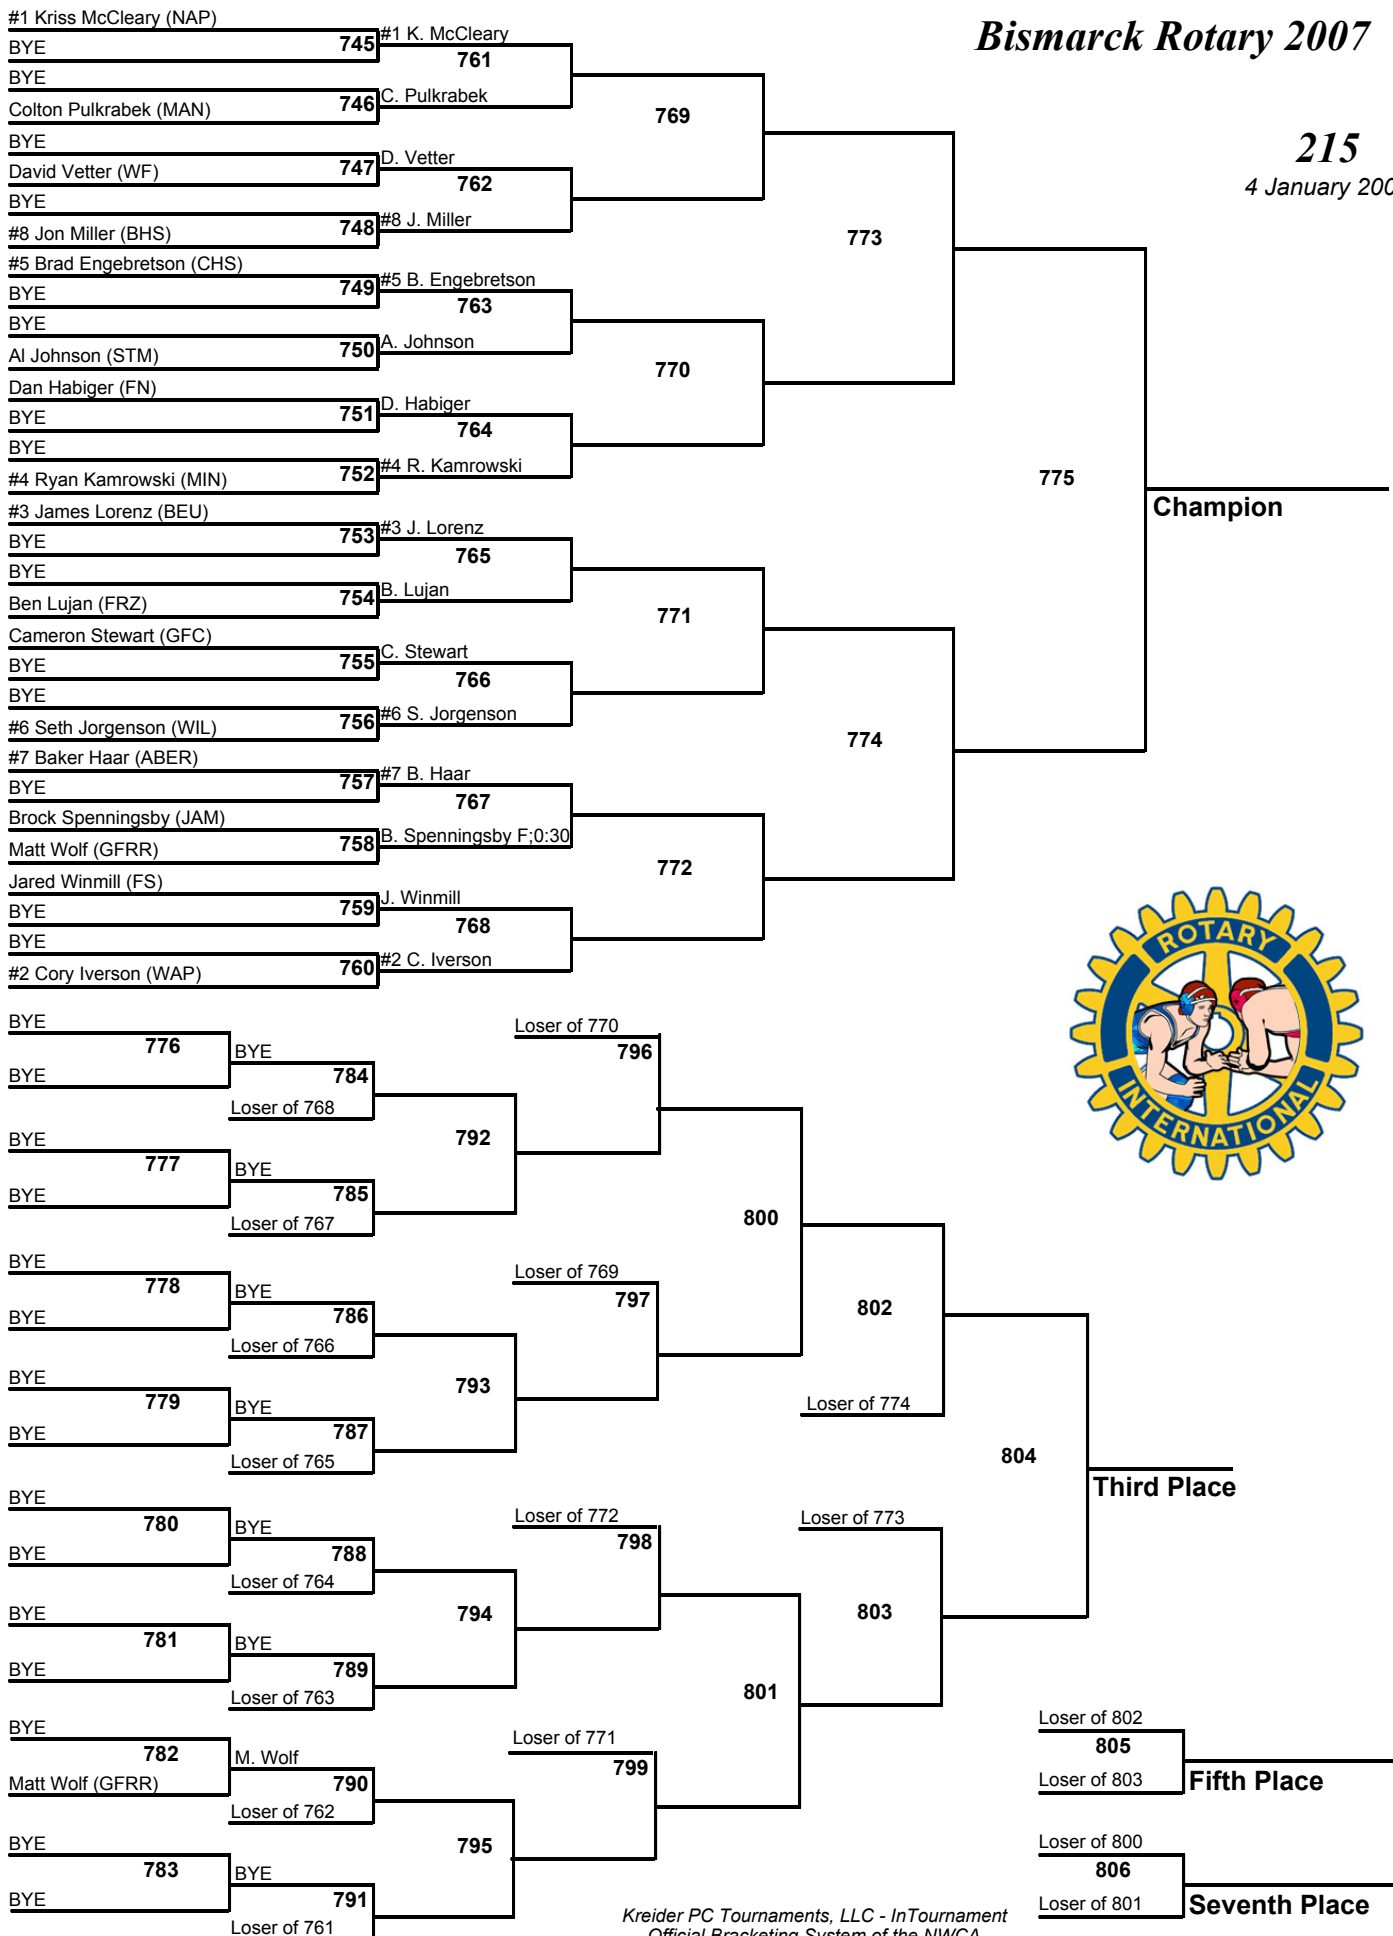 Bismarck Rotary 2007
215
4 January 200
#1 Kriss McCleary (NAP)
BYE
745
BYE
Colton Pulkrabek (MAN)
746
BYE
David Vetter (WF)
747
BYE
#8 Jon Miller (BHS)
748
#5 Brad Engebretson (CHS)
BYE
749
BYE
Al Johnson (STM)
750
Dan Habiger (FN)
BYE
751
BYE
#4 Ryan Kamrowski (MIN)
752
#3 James Lorenz (BEU)
BYE
753
BYE
Ben Lujan (FRZ)
754
Cameron Stewart (GFC)
BYE
755
BYE
#6 Seth Jorgenson (WIL)
756
#7 Baker Haar (ABER)
BYE
757
Brock Spenningsby (JAM)
Matt Wolf (GFRR)
758
Jared Winmill (FS)
BYE
759
BYE
#2 Cory Iverson (WAP)
760
#1 K. McCleary
761
C. Pulkrabek
D. Vetter
762
#8 J. Miller
#5 B. Engebretson
763
A. Johnson
D. Habiger
764
#4 R. Kamrowski
#3 J. Lorenz
765
B. Lujan
C. Stewart
766
#6 S. Jorgenson
#7 B. Haar
767
B. Spenningsby F;0:30
J. Winmill
768
#2 C. Iverson
769
770
771
772
773
774
775
Champion
ROTARY
INTERNATIONAL
BYE
776
BYE
BYE
777
BYE
BYE
778
BYE
BYE
779
BYE
BYE
780
BYE
BYE
781
BYE
BYE
782
Matt Wolf (GFRR)
BYE
783
BYE
BYE
784
Loser of 768
BYE
785
Loser of 767
BYE
786
Loser of 766
BYE
787
Loser of 765
BYE
788
Loser of 764
BYE
789
Loser of 763
M. Wolf
790
Loser of 762
BYE
791
Loser of 761
792
793
794
795
Loser of 770
796
Loser of 769
797
Loser of 772
798
Loser of 771
799
800
801
802
Loser of 774
Loser of 773
803
804
Third Place
Loser of 802
805
Loser of 803
Fifth Place
Loser of 800
806
Loser of 801
Seventh Place
Kreider PC Tournaments, LLC - InTournament
Official Bracketing System of the NWCA